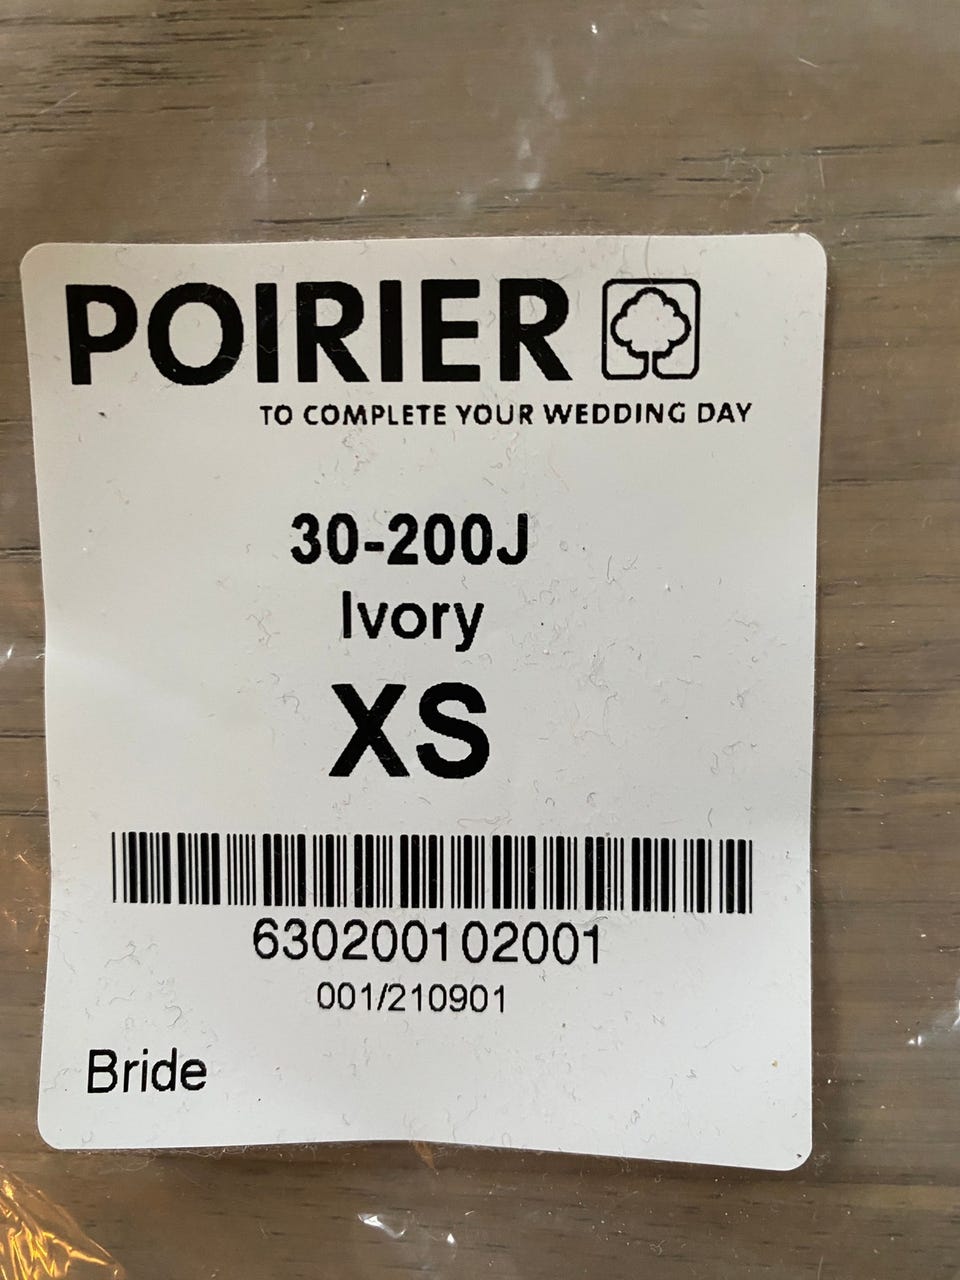 POIRIER
TO COMPLETE YOUR WEDDING DAY
30-200J
Ivory
XS
630200102001
001/210901
Bride